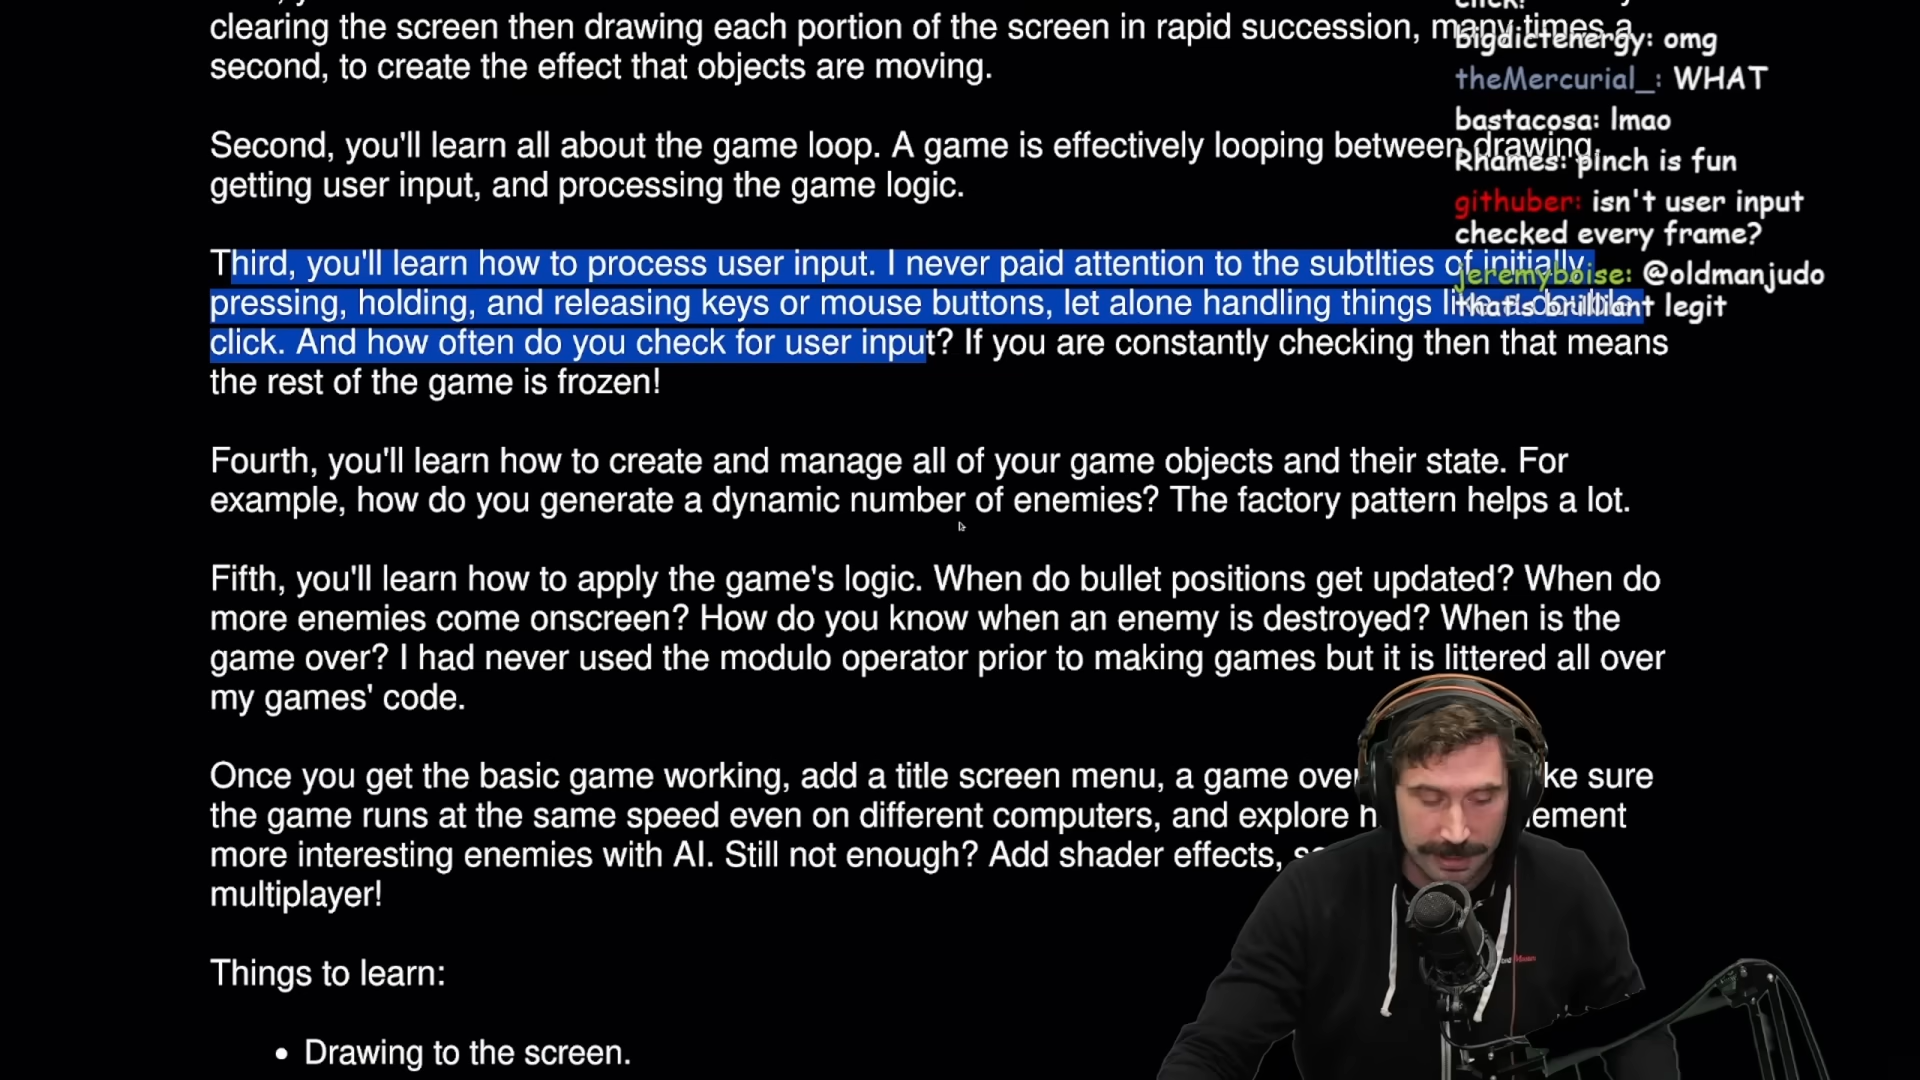 clearing the screen then drawing each portion of the screen in rapid succession, many times a
second, to create the effect that objects are moving.
Second, you'll learn all about the game loop. A game is effectively looping between drawing,
getting user input, and processing the game logic.
Third, you'll learn how to process user input. I never paid attention to the subtlties of initially
pressing, holding, and releasing keys or mouse buttons, let alone handling things like a double
click. And how often do you check for user input? If you are constantly checking then that means
the rest of the game is frozen!
Fourth, you'll learn how to create and manage all of your game objects and their state. For
example, how do you generate a dynamic number of enemies? The factory pattern helps a lot.
Fifth, you'll learn how to apply the game's logic. When do bullet positions get updated? When do
more enemies come onscreen? How do you know when an enemy is destroyed? When is the
game over? I had never used the modulo operator prior to making games but it is littered all over
my games' code.
Once you get the basic game working, add a title screen menu, a game over ke sure
the game runs at the same speed even on different computers, and explore h ement
more interesting enemies with AI. Still not enough? Add shader effects,
multiplayer!
Things to learn:
• Drawing to the screen.
click!
bigdictenergy: omg
theMercurial_: WHAT
bastacosa: lmao
Rhames: pinch is fun
githuber: isn't user input
checked every frame?
jeremyboise: @oldmanjudo
thats brilliant legit